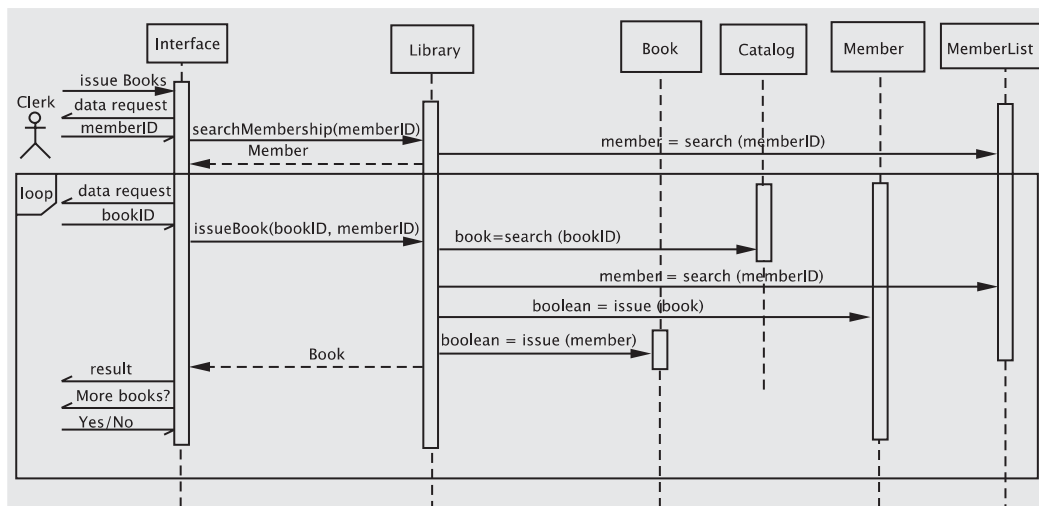 Interface
Library
Book
Catalog
Member
MemberList
issue Books
Clerk
data request
memberID
searchMembership(memberID)
member = search (memberID)
Member
loop
data request
bookID
issueBook(bookID, memberID)
book=search (bookID)
member = search (memberID)
boolean = issue (book)
boolean = issue (member)
Book
result
More books?
Yes/No